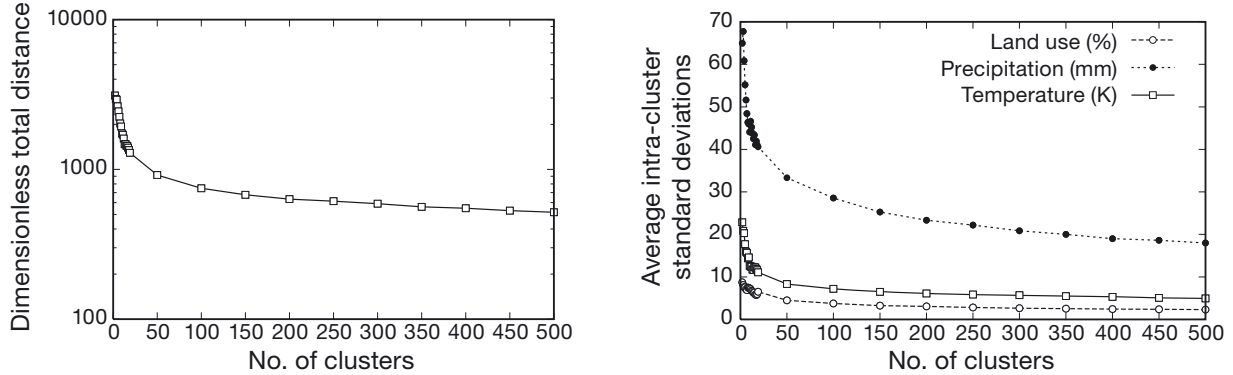 Dimensionless total distance
10000
1000
100
0 50 100 150 200 250 300 350 400 450 500
No. of clusters
Average intra-cluster
standard deviations
70
60
50
40
30
20
10
0
Land use (%)
Precipitation (mm)
Temperature (K)
0 50 100 150 200 250 300 350 400 450 500
No. of clusters